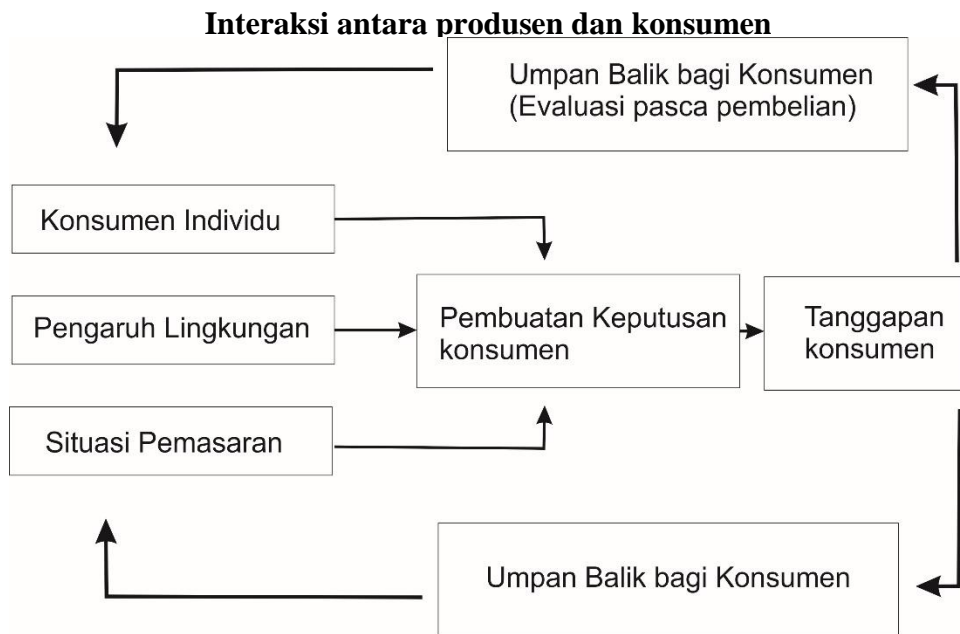 Interaksi antara produsen dan konsumen
Umpan Balik bagi Konsumen
(Evaluasi pasca pembelian)
Konsumen Individu
Pengaruh Lingkungan
Pembuatan Keputusan
konsumen
Tanggapan
konsumen
Situasi Pemasaran
Umpan Balik bagi Konsumen